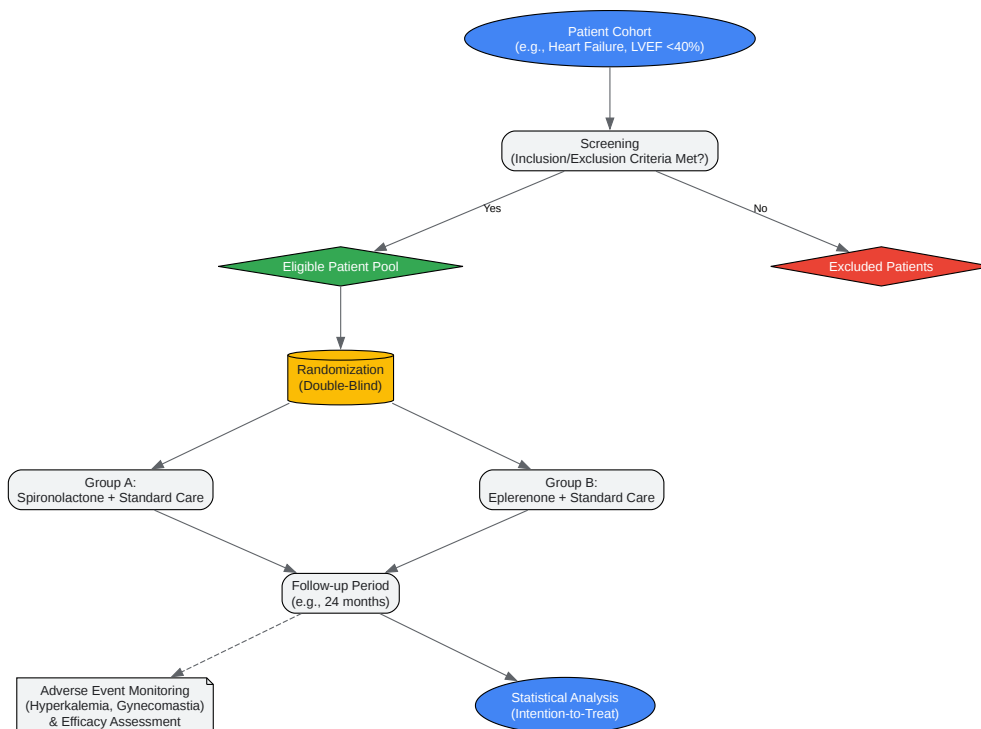 Patient Cohort
(e.g., Heart Failure, LVEF <40%)
Screening
(Inclusion/Exclusion Criteria Met?)
Yes
No
Eligible Patient Pool
Excluded Patients
Randomization
(Double-Blind)
Group A:
Spironolactone + Standard Care
Group B:
Eplerenone + Standard Care
Follow-up Period
(e.g., 24 months)
Adverse Event Monitoring
(Hyperkalemia, Gynecomastia)
& Efficacy Assessment
Statistical Analysis
(Intention-to-Treat)